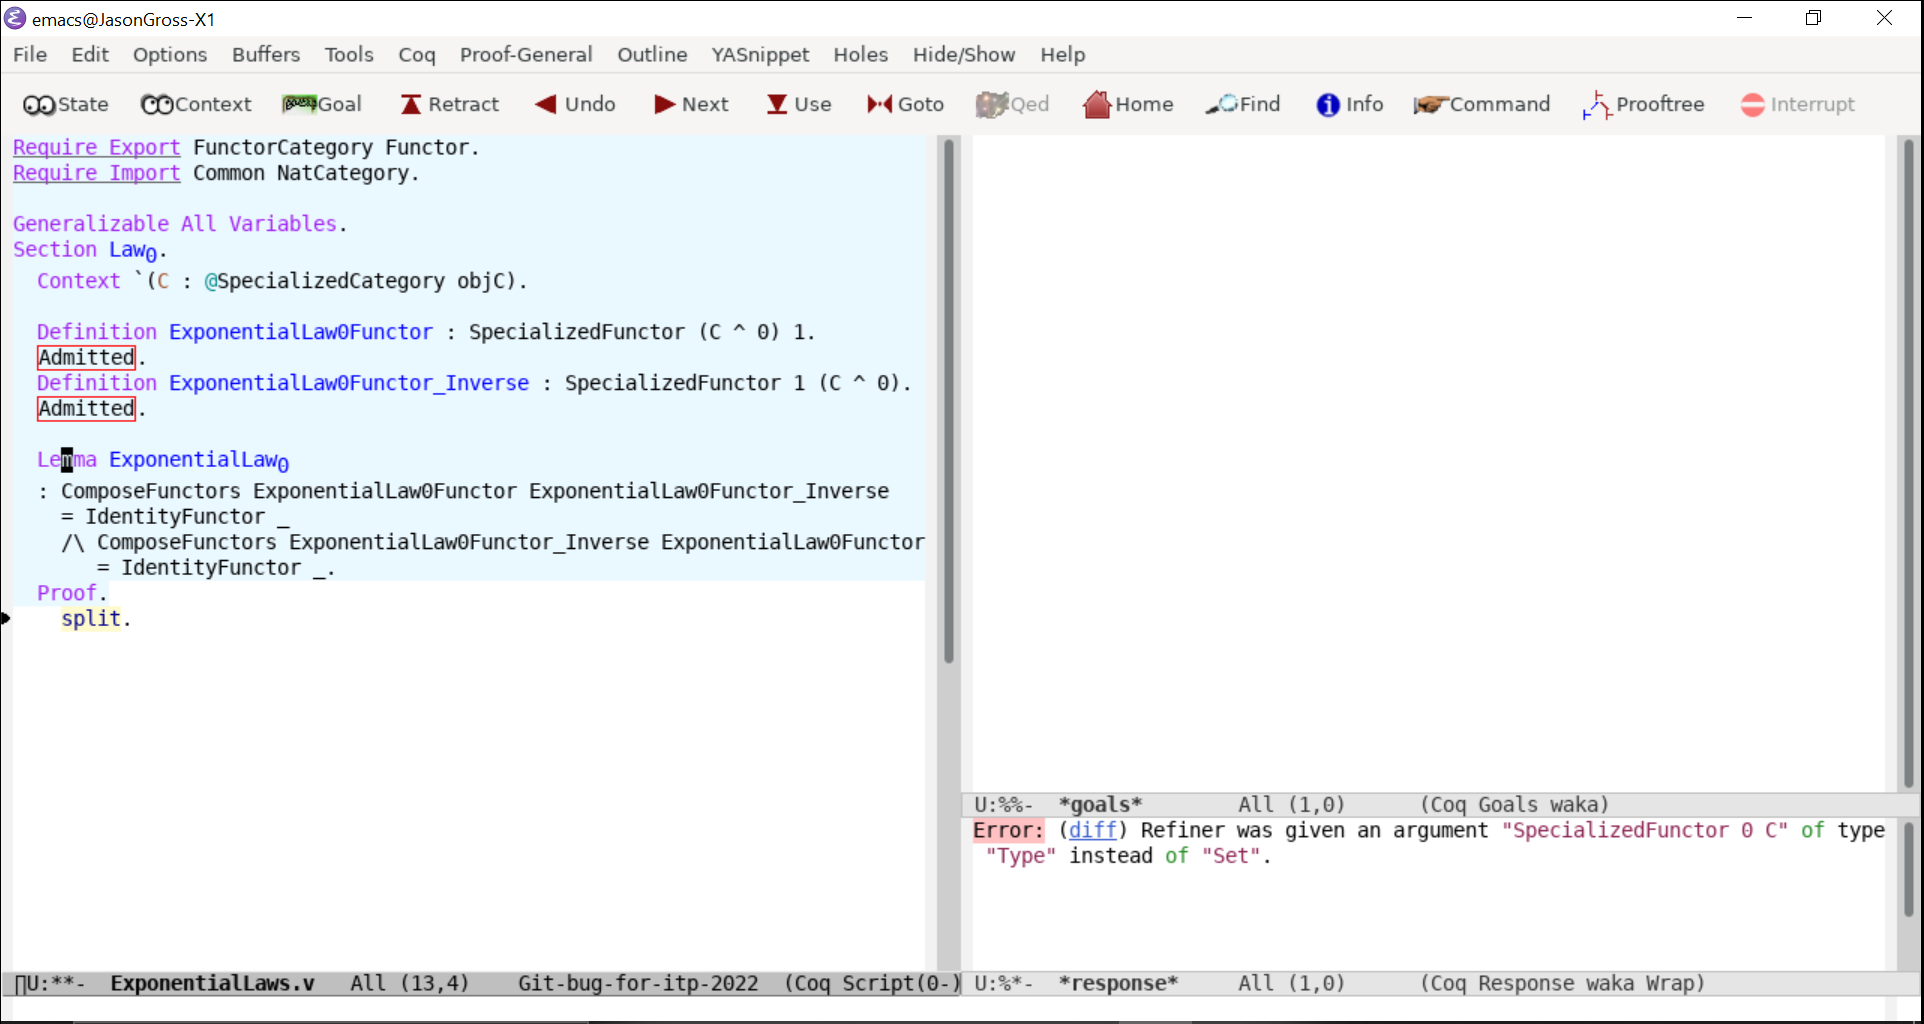 emacs@JasonGross-X1
File Edit Options Buffers Tools Coq Proof-General Outline YASnippet Holes Hide/Show Help
State Context Goal Retract Undo Next Use Goto Qed Home Find Info Command Prooftree Interrupt
Require Export FunctorCategory Functor.
Require Import Common NatCategory.
Generalizable All Variables.
Section Law₀.
Context `(C : @SpecializedCategory objC).
Definition ExponentialLaw0Functor : SpecializedFunctor (C ^ 0) 1.
Admitted.
Definition ExponentialLaw0Functor_Inverse : SpecializedFunctor 1 (C ^ 0).
Admitted.
Lemma ExponentialLaw₀
: ComposeFunctors ExponentialLaw0Functor ExponentialLaw0Functor_Inverse
= IdentityFunctor _
/\ ComposeFunctors ExponentialLaw0Functor_Inverse ExponentialLaw0Functor
= IdentityFunctor _.
Proof.
split.
U:%%- *goals* All (1,0) (Coq Goals waka)
Error: (diff) Refiner was given an argument "SpecializedFunctor 0 C" of type
"Type" instead of "Set".
U:**- ExponentialLaws.v All (13,4) Git-bug-for-itp-2022 (Coq Script(0-)
U:%*- *response* All (1,0) (Coq Response waka Wrap)